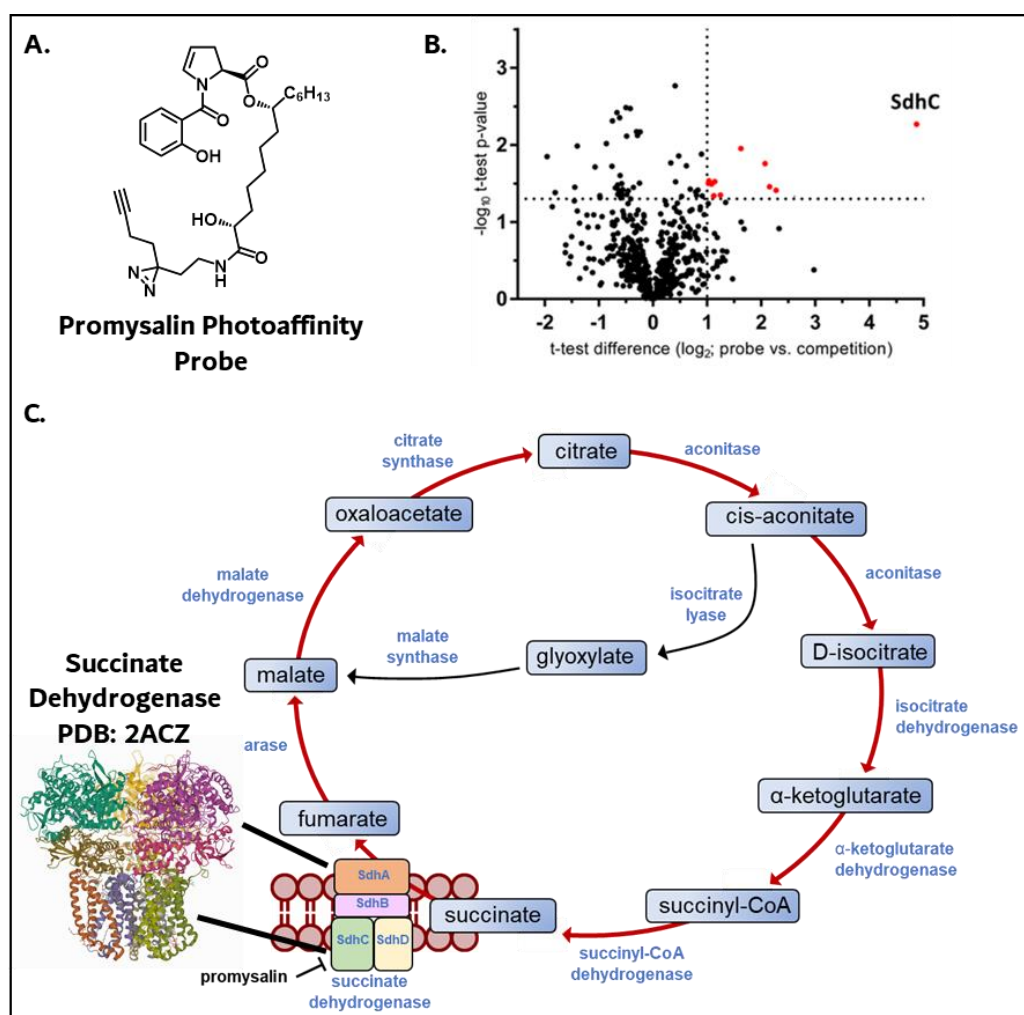 A.
O
O
N
C₆H₁₃
O
OH
HO
O
N
H
N
N
Promysalin Photoaffinity
Probe
B.
3
2
1
0
-log₁₀ t-test p-value
SdhC
-2 -1 0 1 2 3 4 5
t-test difference (log₂; probe vs. competition)
C.
citrate
synthase
citrate
aconitase
oxaloacetate
cis-aconitate
malate
dehydrogenase
isocitrate
lyase
aconitase
malate
synthase
glyoxylate
D-isocitrate
Succinate
Dehydrogenase
PDB: 2ACZ
malate
isocitrate
dehydrogenase
arase
α-ketoglutarate
fumarate
α-ketoglutarate
dehydrogenase
SdhA
SdhB
SdhC SdhD
succinate
succinyl-CoA
succinyl-CoA
dehydrogenase
promysalin
succinate
dehydrogenase